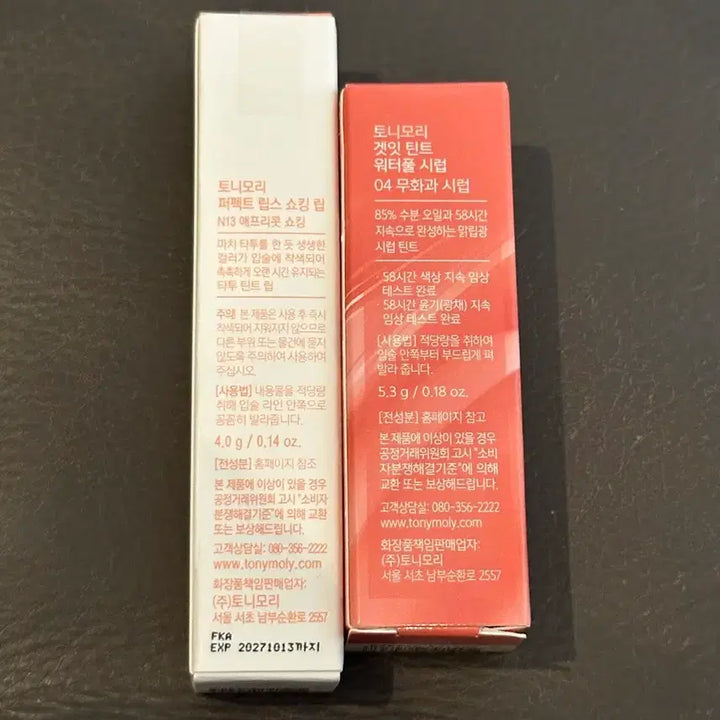 토니모리
퍼펙트 립스 쇼킹 립
N13 애프리콧 쇼킹
마치 타투를 한 듯 생생한
컬러가 입술에 착색되어
촉촉하게 오랜 시간 유지되는
타투 틴트 립
주의: 본 제품은 사용 후 즉시
착색되어 지워지지 않으므로
다른 부위 또는 물건에 묻지
않도록 주의하여 사용하여
주십시오.
[사용법] 내용물을 적당량
취해 입술 라인 안쪽으로
꼼꼼히 발라줍니다.
4.0 g / 0.14 oz.
[전성분] 홈페이지 참조
본 제품에 이상이 있을 경우
공정거래위원회 고시 "소비자
분쟁해결기준"에 의해 교환
또는 보상해드립니다.
고객상담실: 080-356-2222
www.tonymoly.com
화장품책임판매업자:
(주)토니모리
서울 서초 남부순환로 2557
FKA
EXP 20271013까지
토니모리
겟잇 틴트
워터풀 시럽
04 무화과 시럽
85% 수분 오일과 58시간
지속으로 완성하는 맑립광
시럽 틴트
· 58시간 색상 지속 임상
테스트 완료
· 58시간 윤기(광채) 지속
임상 테스트 완료
[사용법] 적당량을 취하여
입술 안쪽부터 부드럽게 펴
발라 줍니다.
5.3 g / 0.18 oz.
[전성분] 홈페이지 참고
본 제품에 이상이 있을 경우
공정거래위원회 고시 "소비
자분쟁해결기준"에 의해
교환 또는 보상해드립니다.
고객상담실: 080-356-2222
www.tonymoly.com
화장품책임판매업자:
(주)토니모리
서울 서초 남부순환로 2557